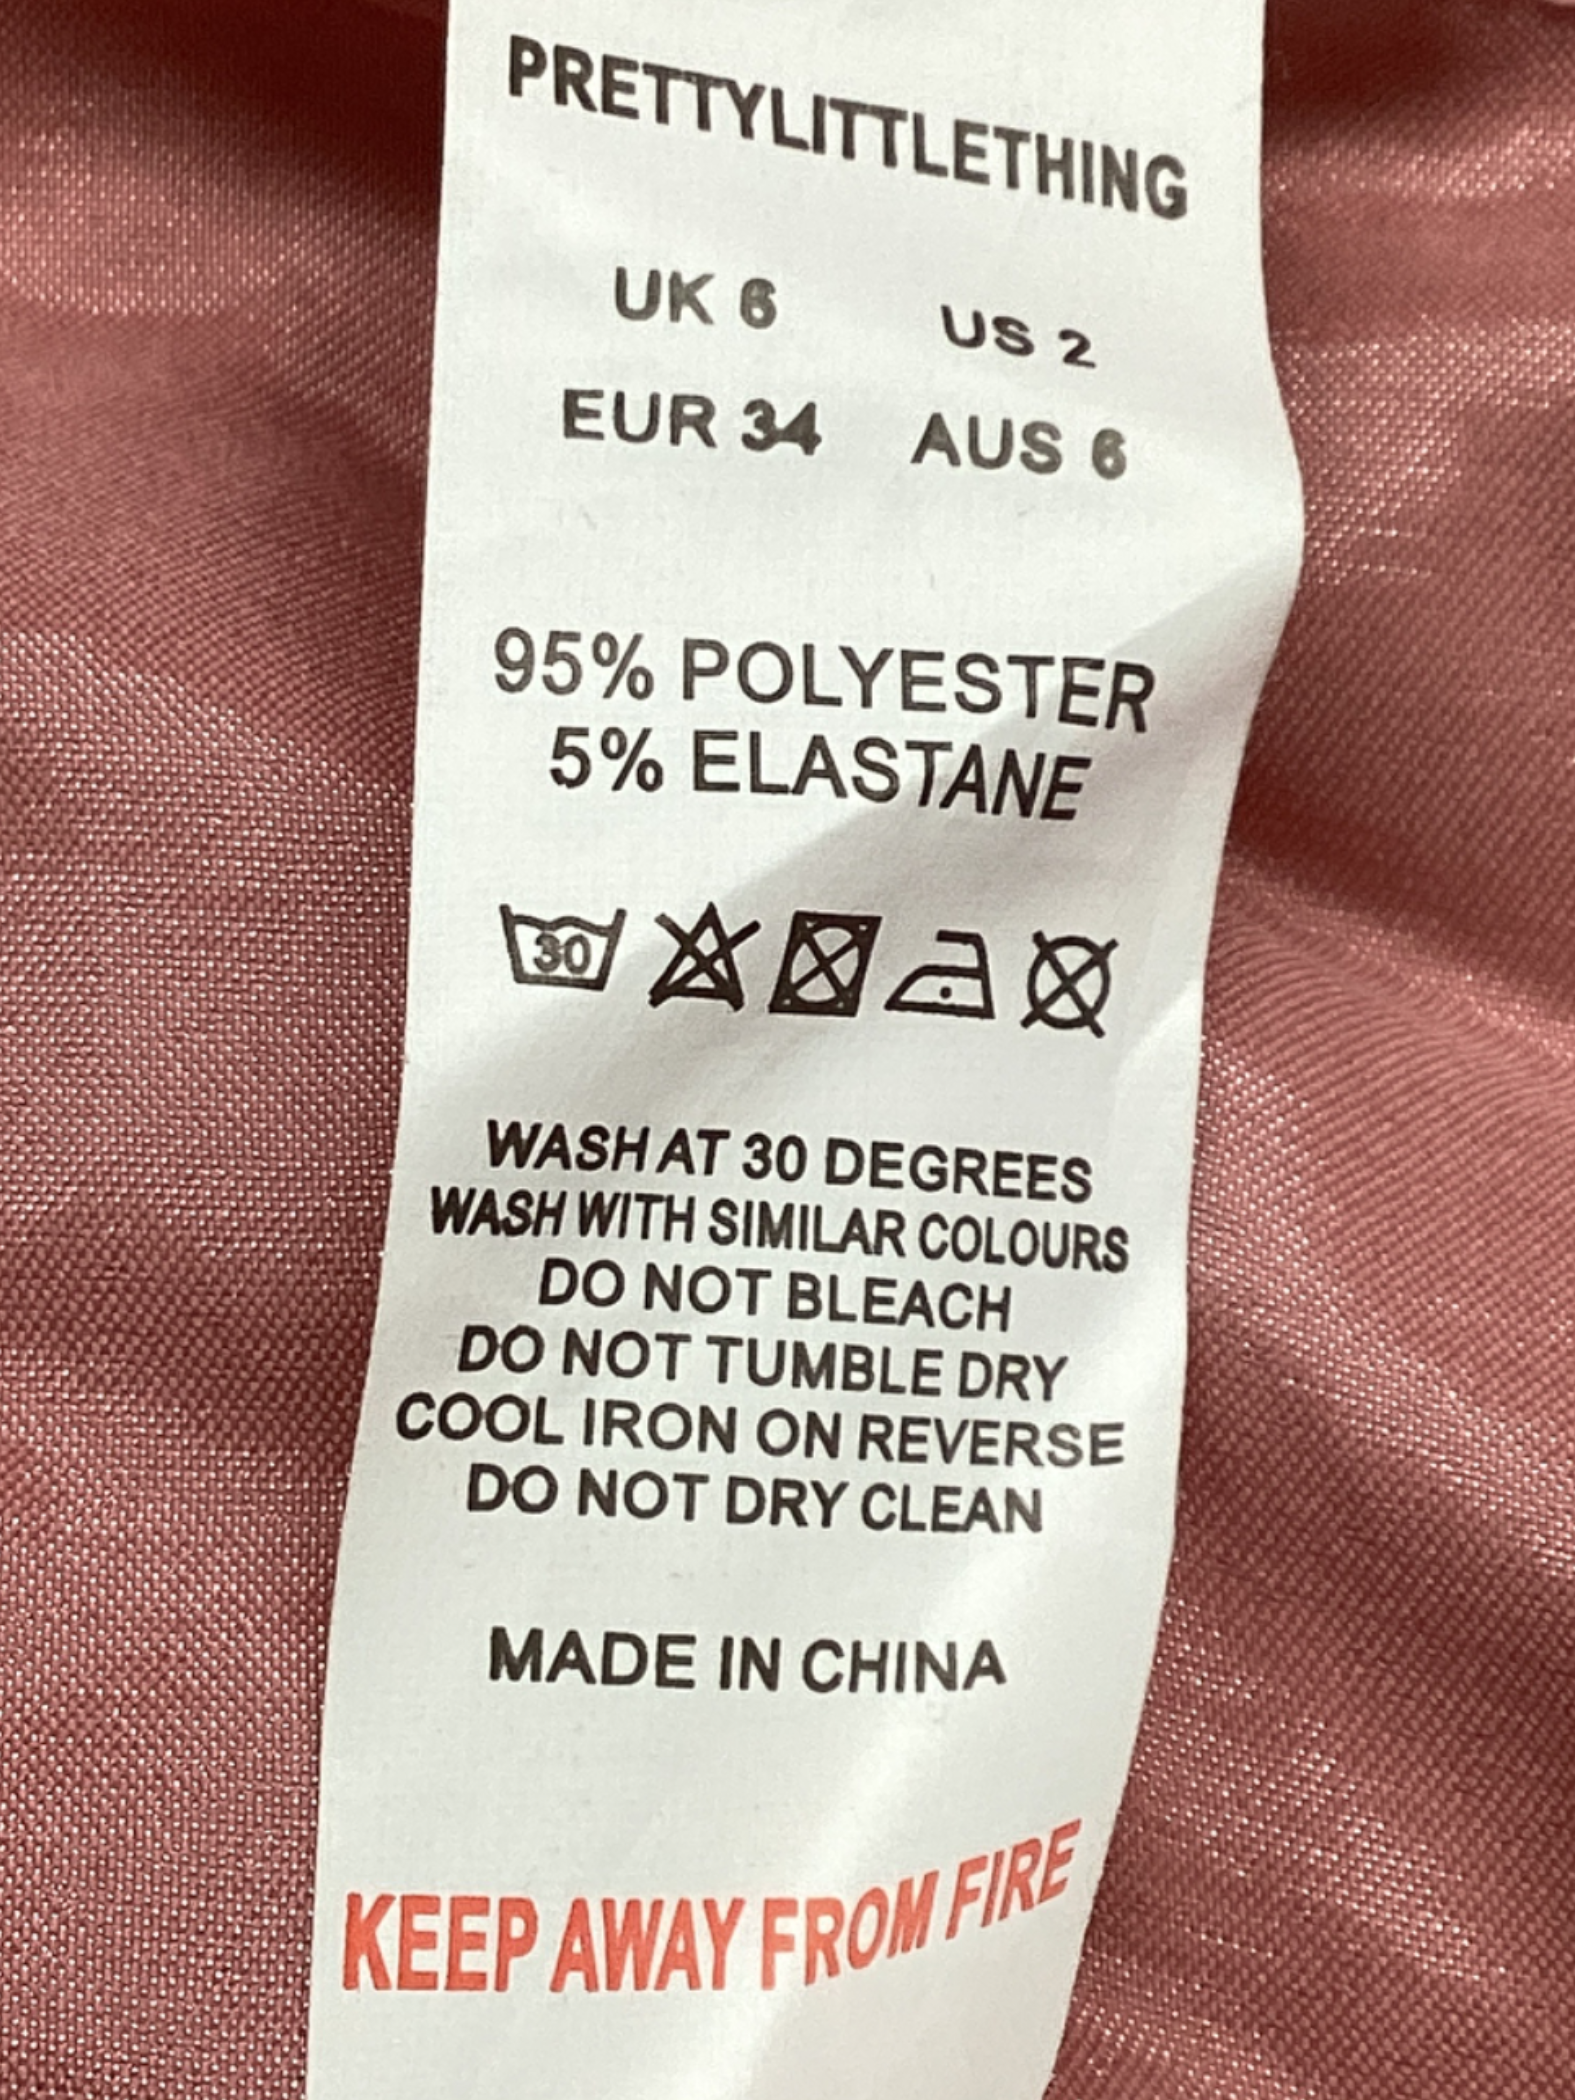 PRETTYLITTLETHING
UK 6 US 2
EUR 34 AUS 6
95% POLYESTER
5% ELASTANE
30
WASH AT 30 DEGREES
WASH WITH SIMILAR COLOURS
DO NOT BLEACH
DO NOT TUMBLE DRY
COOL IRON ON REVERSE
DO NOT DRY CLEAN
MADE IN CHINA
KEEP AWAY FROM FIRE